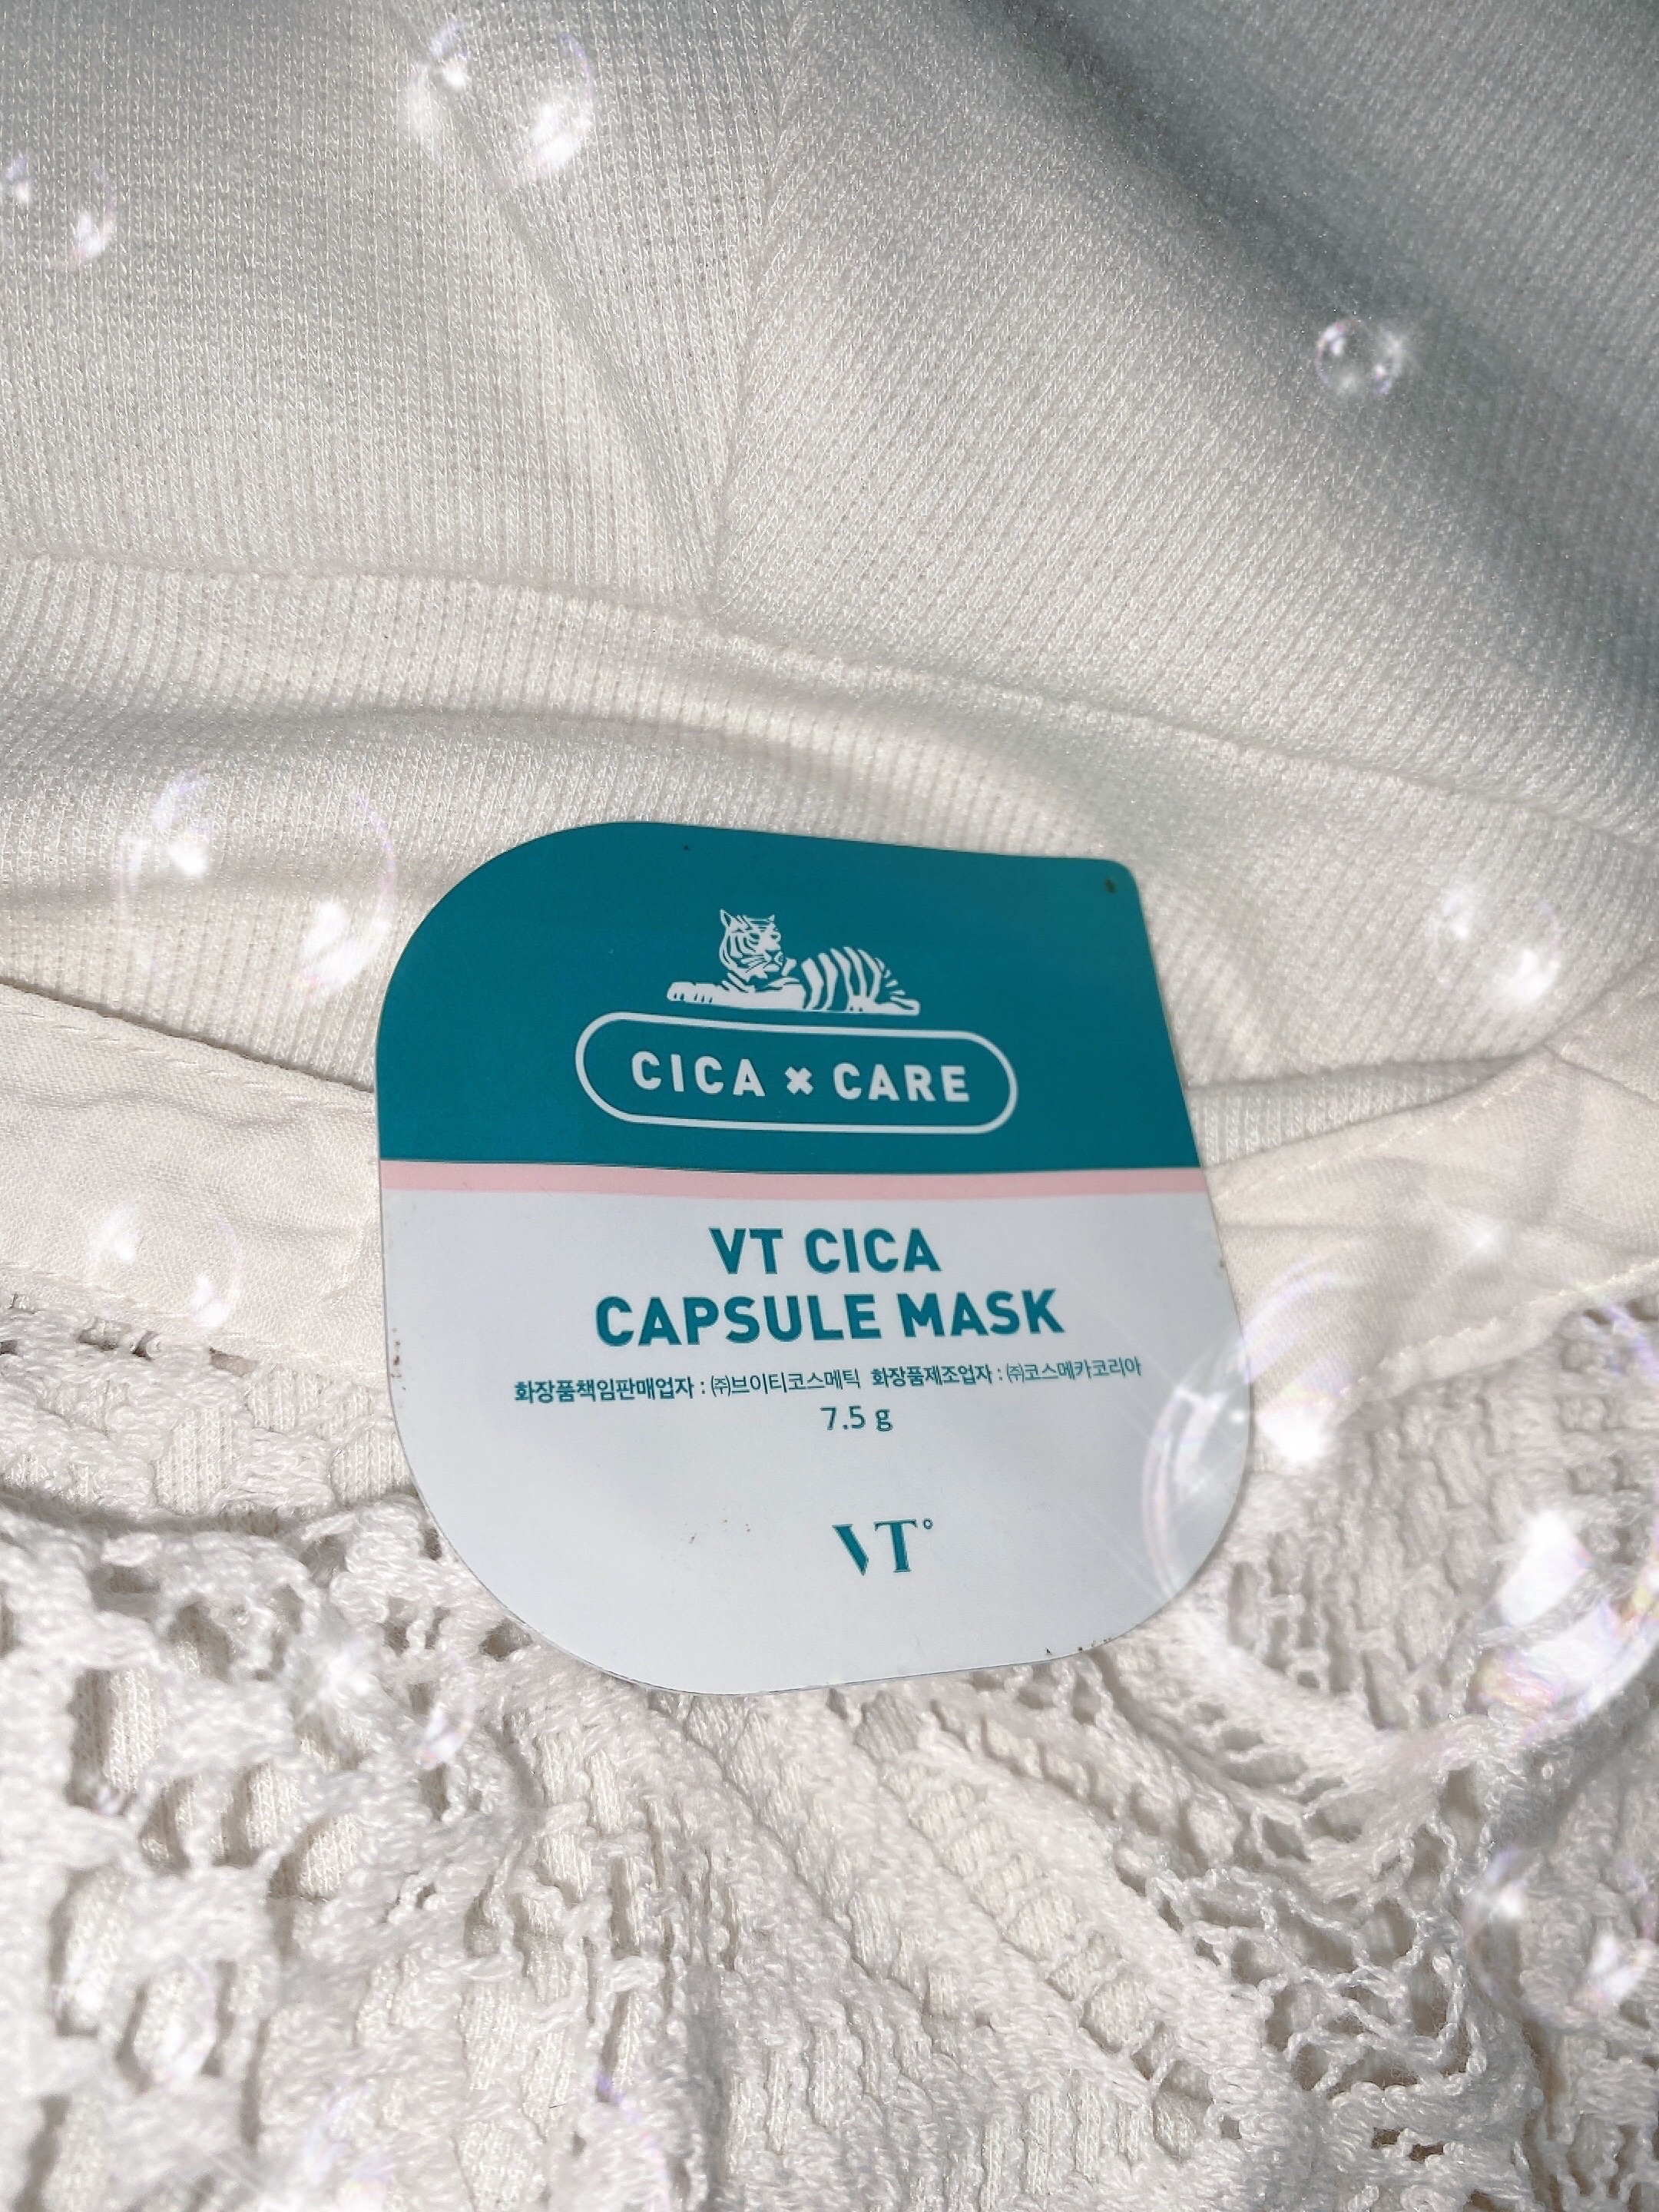 CICA × CARE
VT CICA
CAPSULE MASK
화장품책임판매업자 : ㈜브이티코스메틱 화장품제조업자 : ㈜코스메카코리아
7.5 g
VT°